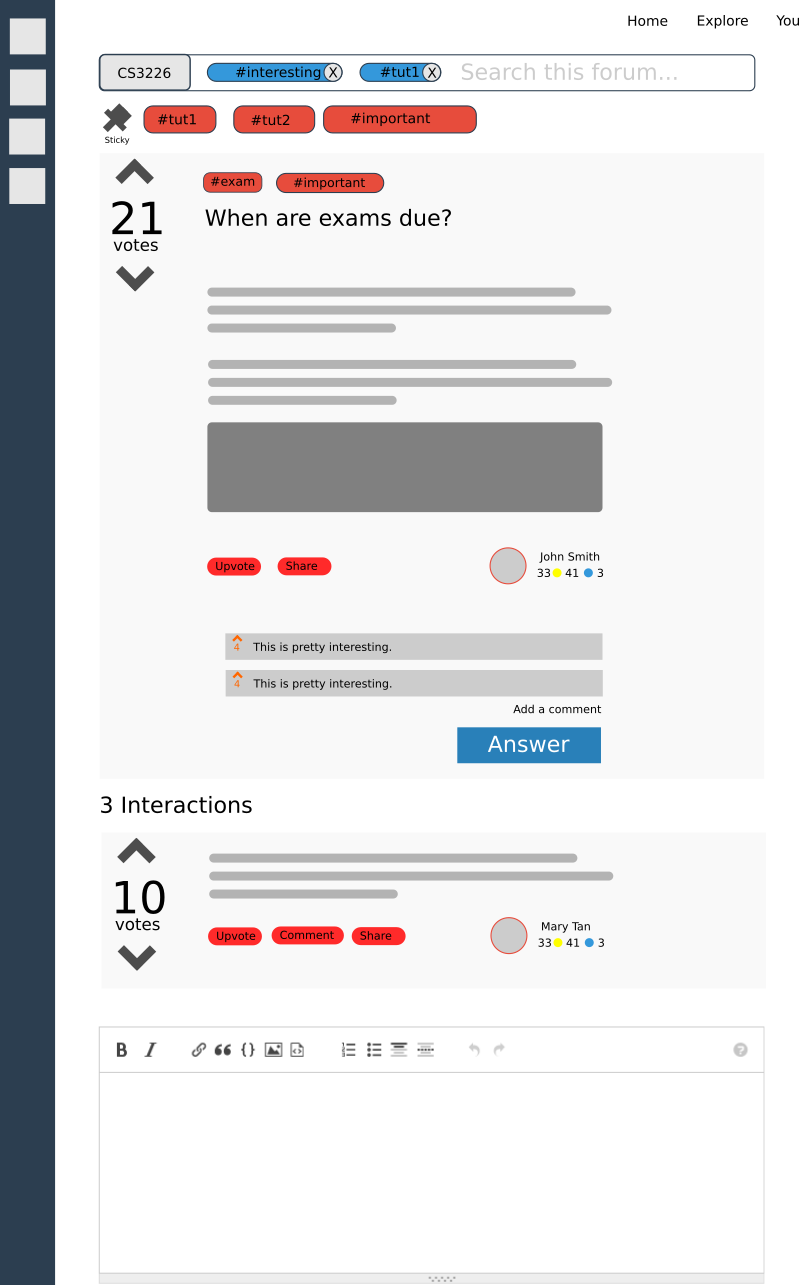 Home Explore You
CS3226 #interesting X #tut1 X Search this forum...
Sticky #tut1 #tut2 #important
#exam #important
21
votes
When are exams due?
Upvote Share
John Smith
33 41 3
4 This is pretty interesting.
4 This is pretty interesting.
Add a comment
Answer
3 Interactions
10
votes
Upvote Comment Share
Mary Tan
33 41 3
B I